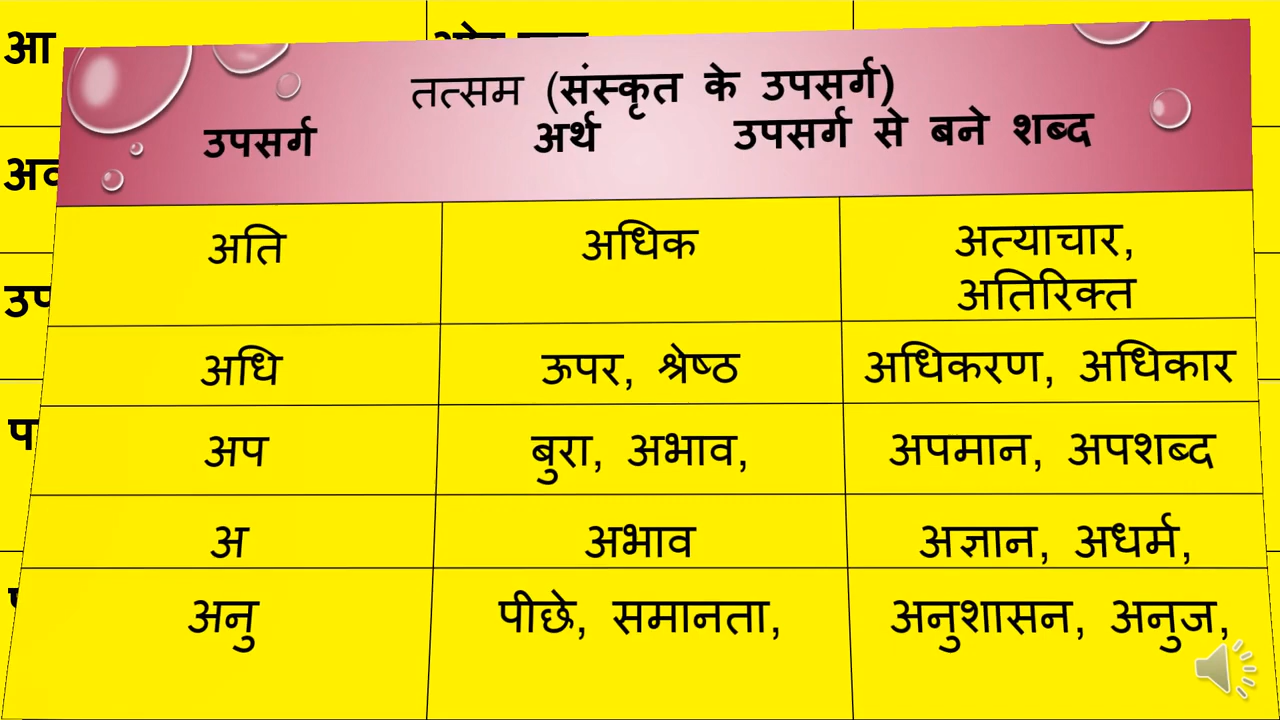 आ
तत्सम (संस्कृत के उपसर्ग)
उपसर्ग अर्थ उपसर्ग से बने शब्द
अति अधिक अत्याचार,
अतिरिक्त
अधि ऊपर, श्रेष्ठ अधिकरण, अधिकार
अप बुरा, अभाव, अपमान, अपशब्द
अ अभाव अज्ञान, अधर्म,
अनु पीछे, समानता, अनुशासन, अनुज,